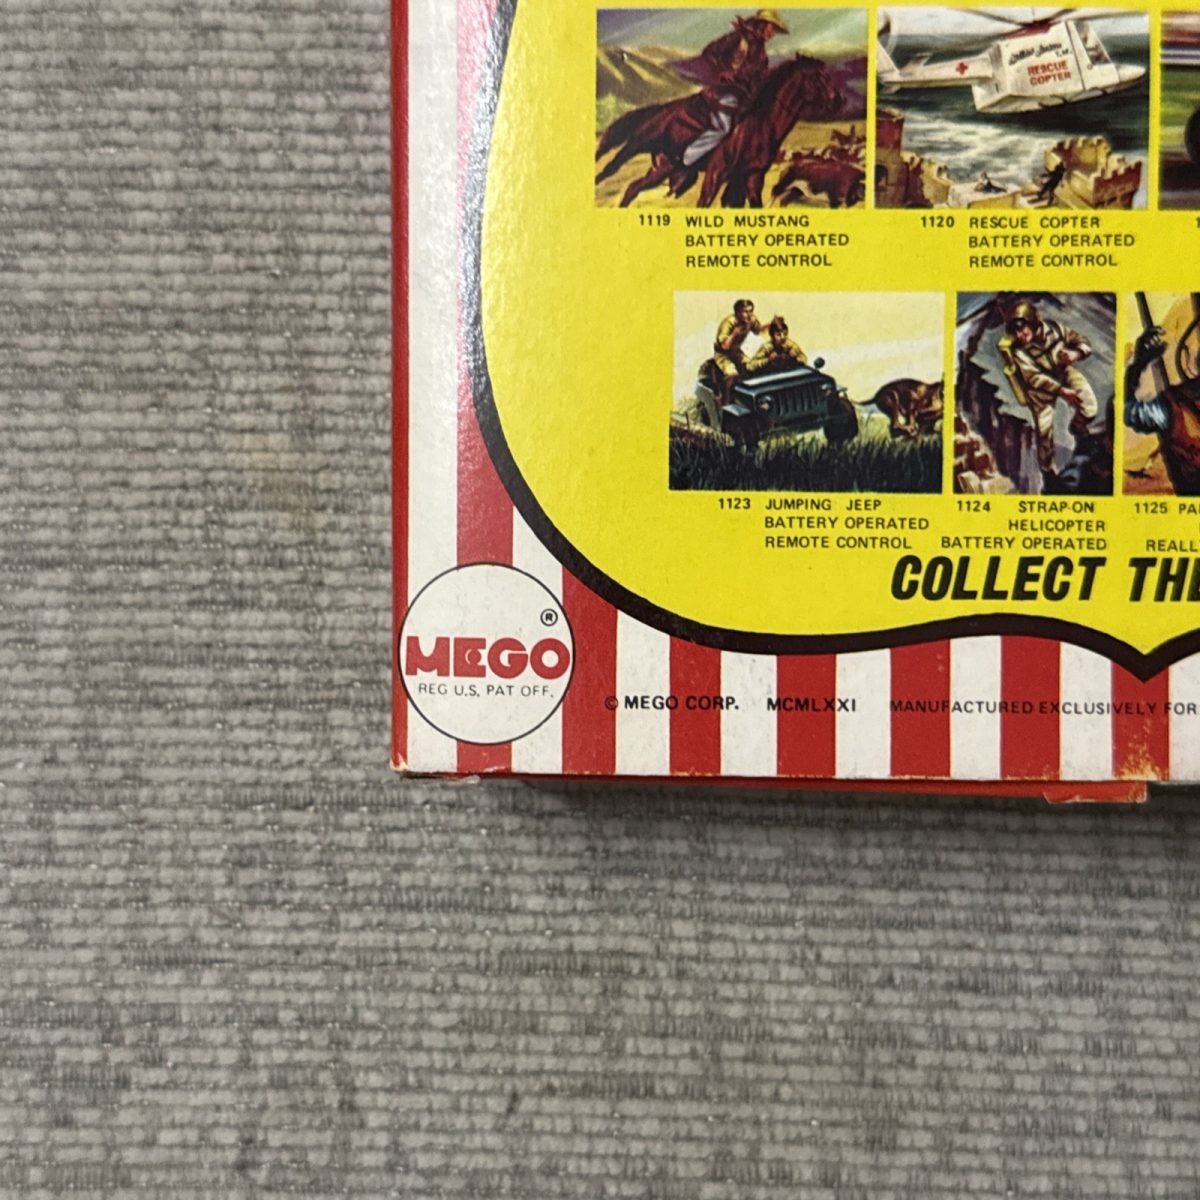 RESCUE
COPTER
1119 WILD MUSTANG
BATTERY OPERATED
REMOTE CONTROL
1120 RESCUE COPTER
BATTERY OPERATED
REMOTE CONTROL
1123 JUMPING JEEP
BATTERY OPERATED
REMOTE CONTROL
1124 STRAP-ON
HELICOPTER
BATTERY OPERATED
1125
COLLECT
®
MEGO
REG U.S. PAT OFF.
© MEGO CORP. MCMLXXI MANUFACTURED EXCLUSIVELY FOR